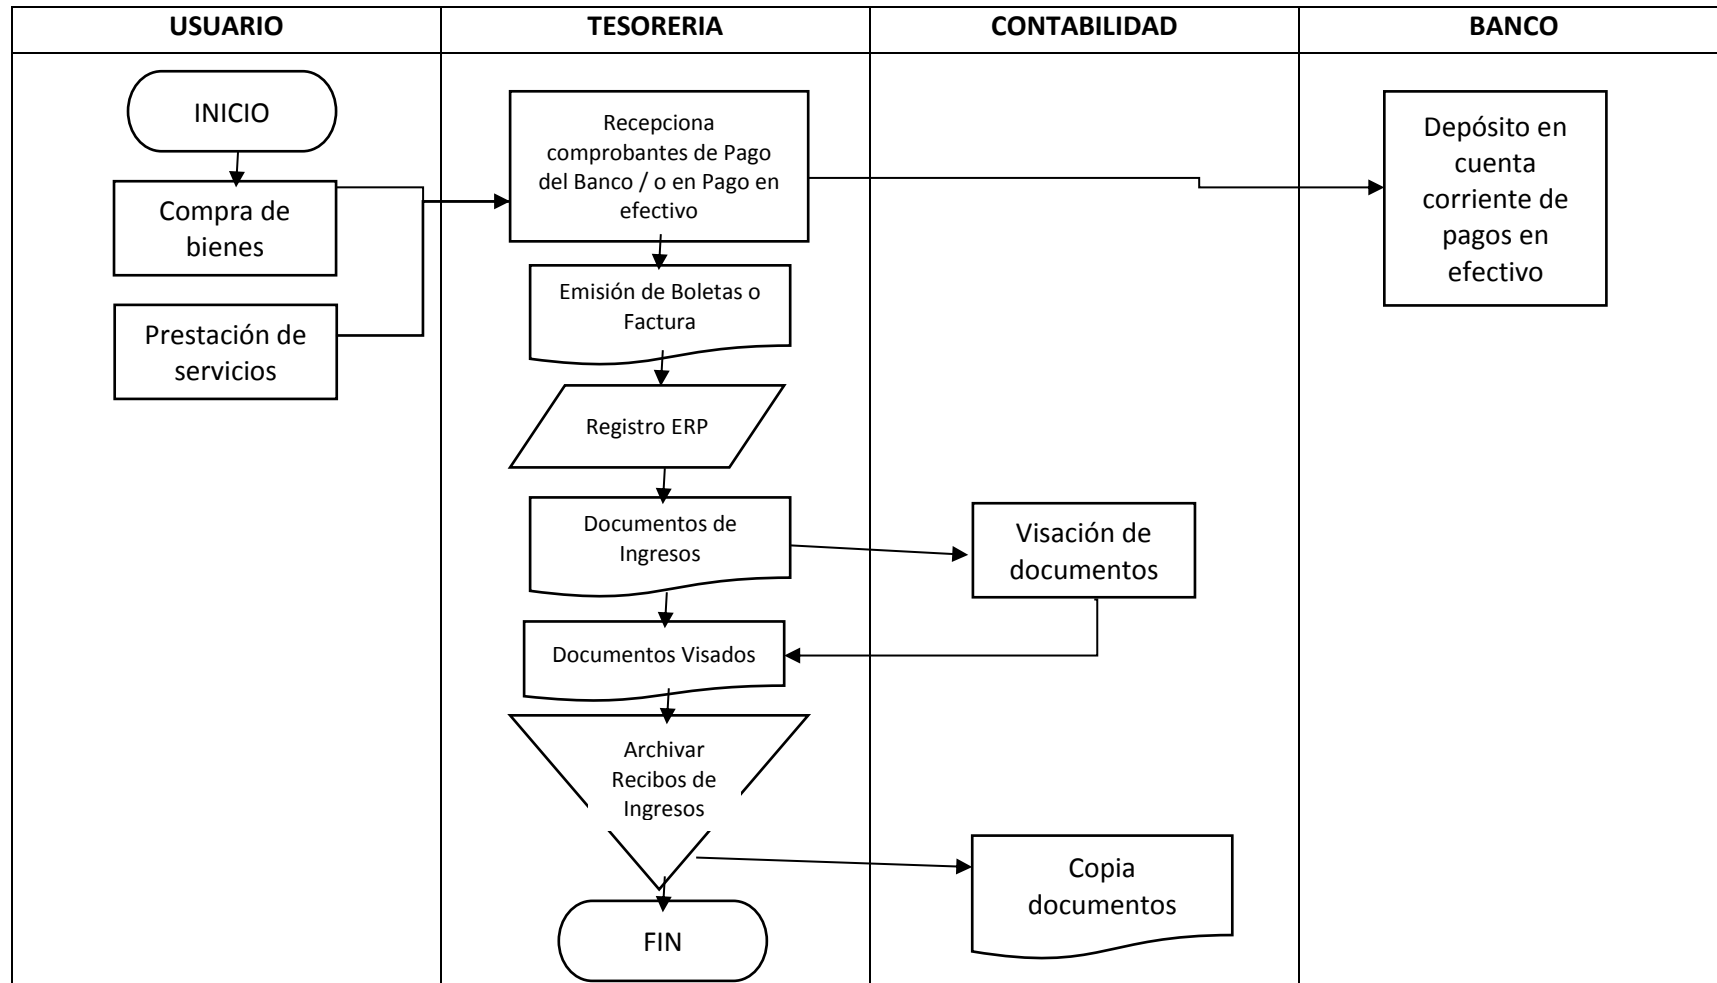 USUARIO
TESORERIA
CONTABILIDAD
BANCO
INICIO
Compra de
bienes
Prestación de
servicios
Recepciona
comprobantes de Pago
del Banco / o en Pago en
efectivo
Emisión de Boletas o
Factura
Registro ERP
Documentos de
Ingresos
Documentos Visados
Archivar
Recibos de
Ingresos
FIN
Visación de
documentos
Copia
documentos
Depósito en
cuenta
corriente de
pagos en
efectivo